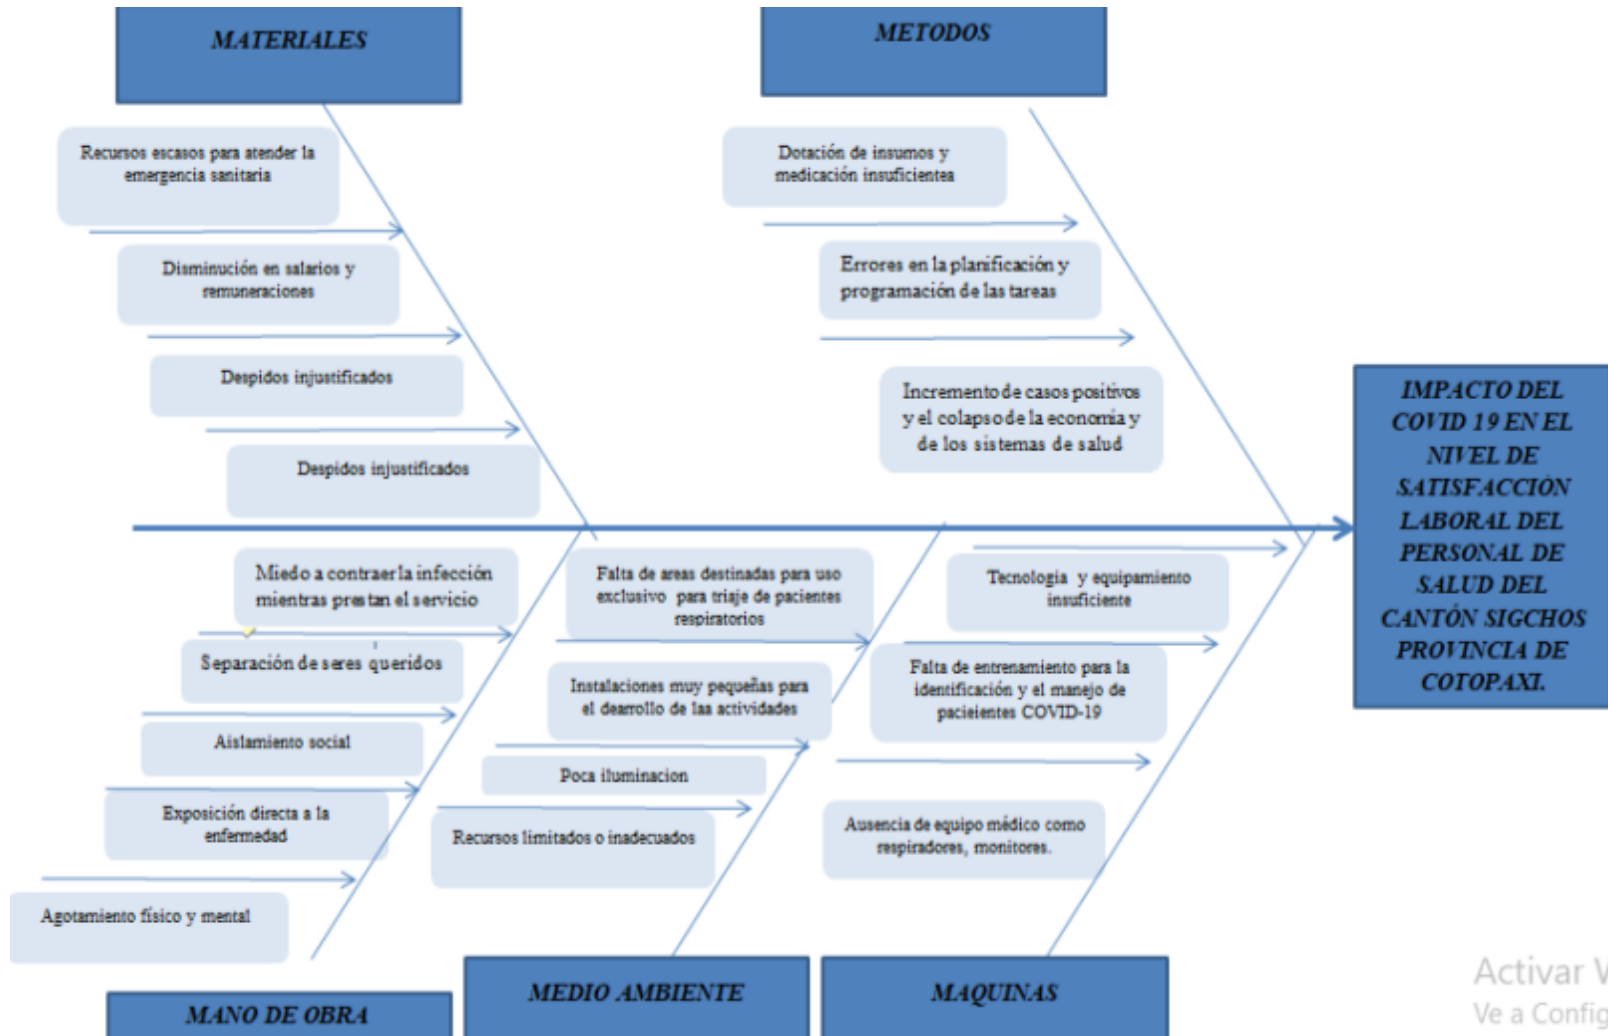 MATERIALES
METODOS
Recursos escasos para atender la
emergencia sanitaria
Dotación de insumos y
medicación insuficientea
Disminución en salarios y
remuneraciones
Errores en la planificación y
programación de las tareas
Despidos injustificados
Incremento de casos positivos
y el colapso de la economía y
de los sistemas de salud
Despidos injustificados
IMPACTO DEL
COVID 19 EN EL
NIVEL DE
SATISFACCIÓN
LABORAL DEL
PERSONAL DE
SALUD DEL
CANTÓN SIGCHOS
PROVINCIA DE
COTOPAXI.
Miedo a contraer la infección
mientras prestan el servicio
Falta de areas destinadas para uso
exclusivo para triaje de pacientes
respiratorios
Tecnologia y equipamiento
insuficiente
Separación de seres queridos
Instalaciones muy pequeñas para
el dearrollo de laa actividades
Falta de entrenamiento para la
identificación y el manejo de
pacieientes COVID-19
Aislamiento social
Poca iluminacion
Exposición directa a la
enfermedad
Recursos limitados o inadecuados
Ausencia de equipo médico como
respiradores, monitores.
Agotamiento físico y mental
MANO DE OBRA
MEDIO AMBIENTE
MAQUINAS
Activar
Ve a Config